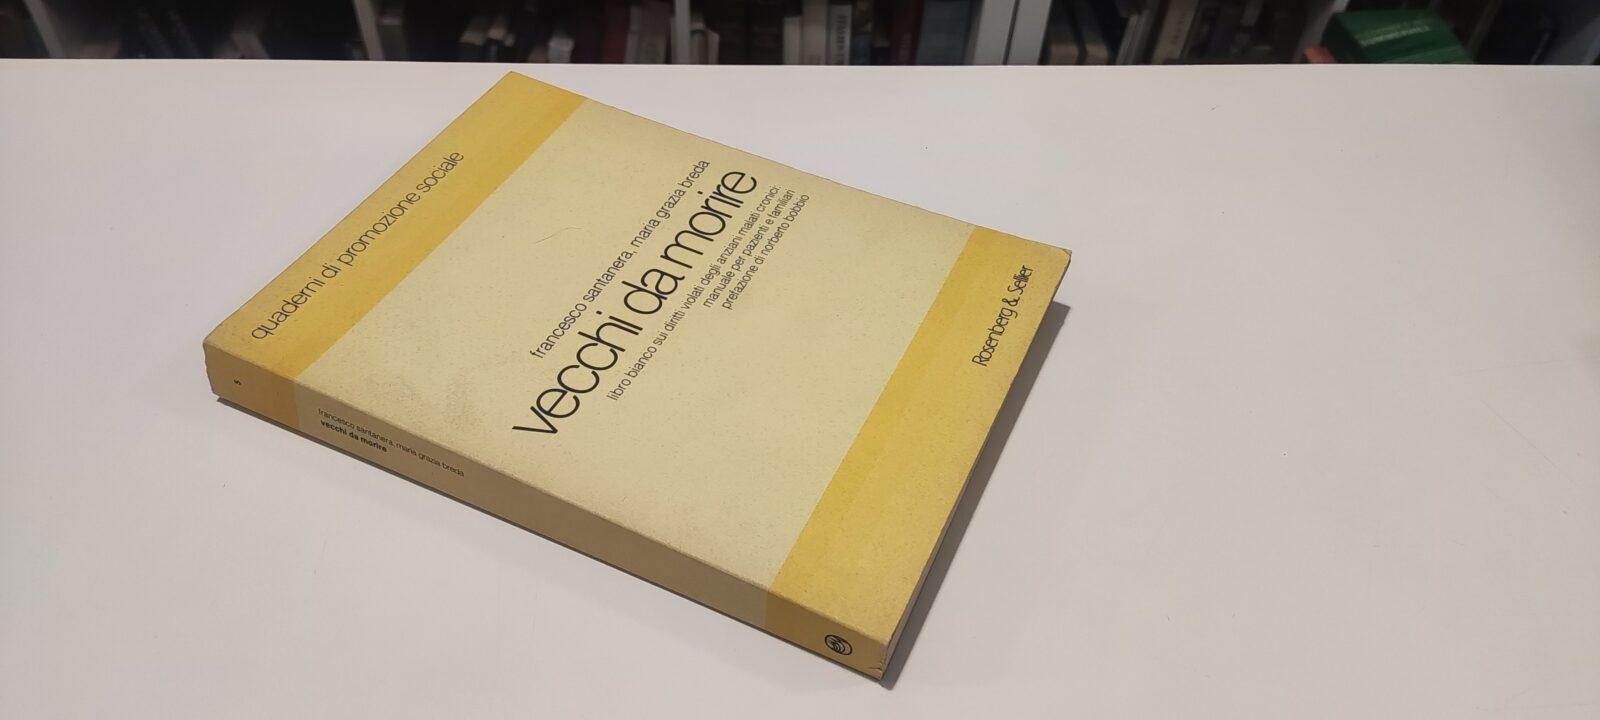 quaderni di promozione sociale
francesco santanera, maria grazia breda
vecchi da morire
libro bianco sui diritti violati degli anziani malati cronici:
manuale per pazienti e familiari
prefazione di norberto bobbio
Rosenberg & Sellier
5
francesco santanera, maria grazia breda
vecchi da morire